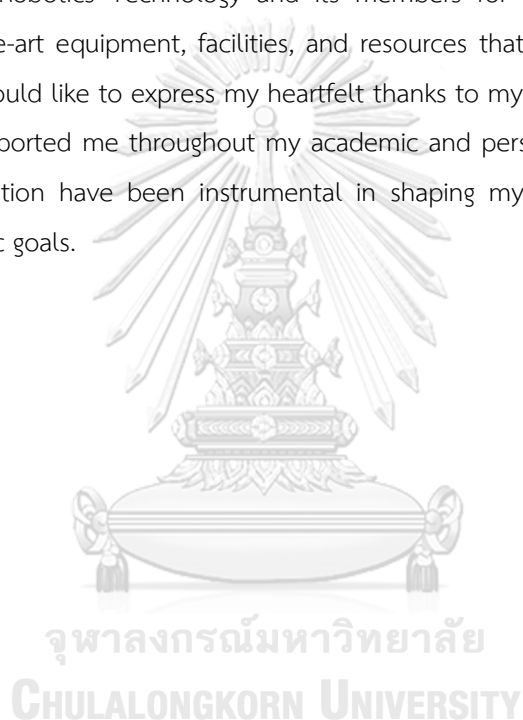 Robotics Technology and its members for
e-art equipment, facilities, and resources that
ould like to express my heartfelt thanks to my
ported me throughout my academic and pers
tion have been instrumental in shaping my
c goals.
จุฬาลงกรณ์มหาวิทยาลัย
CHULALONGKORN UNIVERSITY